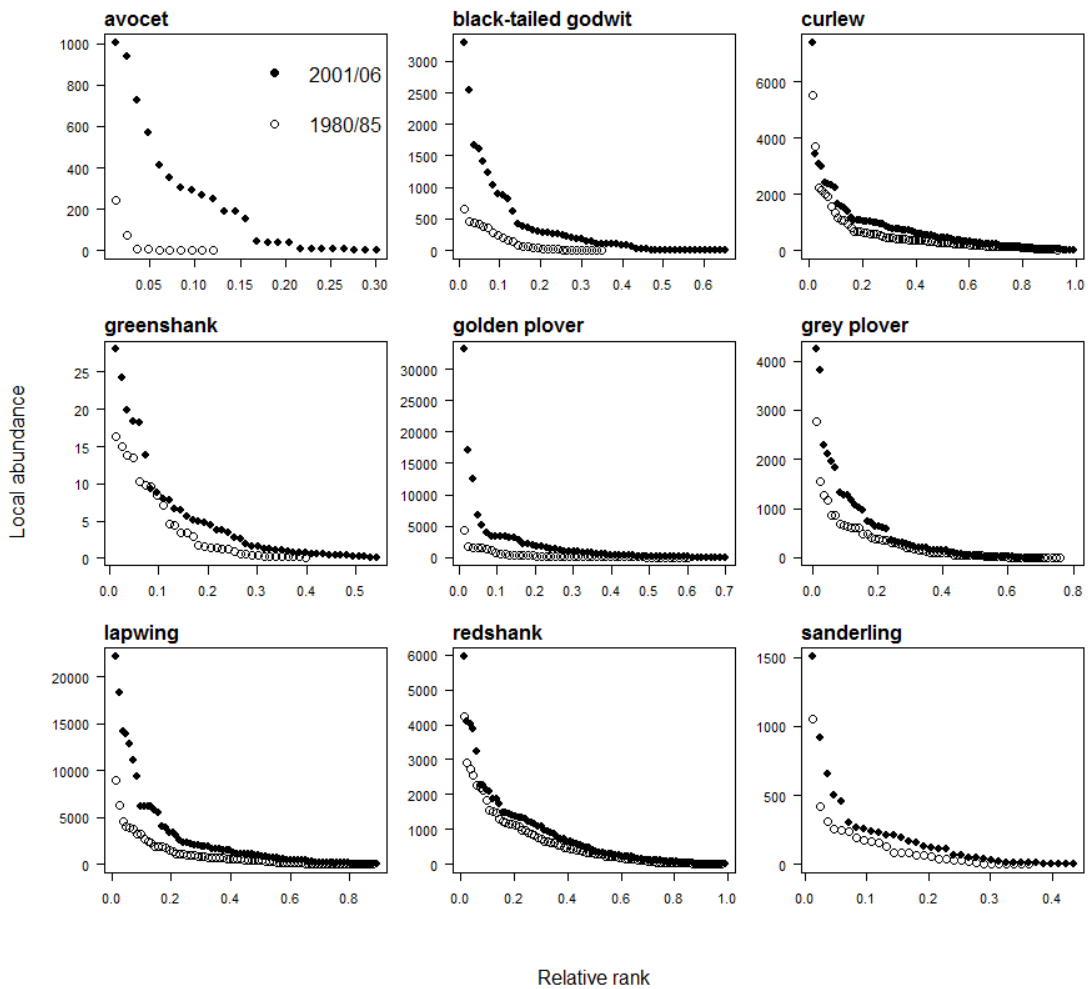 avocet
1000
800
600
400
200
0
2001/06
1980/85
0.05 0.10 0.15 0.20 0.25 0.30
black-tailed godwit
3000
2500
2000
1500
1000
500
0
0.0 0.1 0.2 0.3 0.4 0.5 0.6
curlew
6000
4000
2000
0
0.0 0.2 0.4 0.6 0.8 1.0
Local abundance
greenshank
25
20
15
10
5
0
0.0 0.1 0.2 0.3 0.4 0.5
golden plover
30000
25000
20000
15000
10000
5000
0
0.0 0.1 0.2 0.3 0.4 0.5 0.6 0.7
grey plover
4000
3000
2000
1000
0
0.0 0.2 0.4 0.6 0.8
lapwing
20000
15000
10000
5000
0
0.0 0.2 0.4 0.6 0.8
redshank
6000
5000
4000
3000
2000
1000
0
0.0 0.2 0.4 0.6 0.8 1.0
sanderling
1500
1000
500
0
0.0 0.1 0.2 0.3 0.4
Relative rank